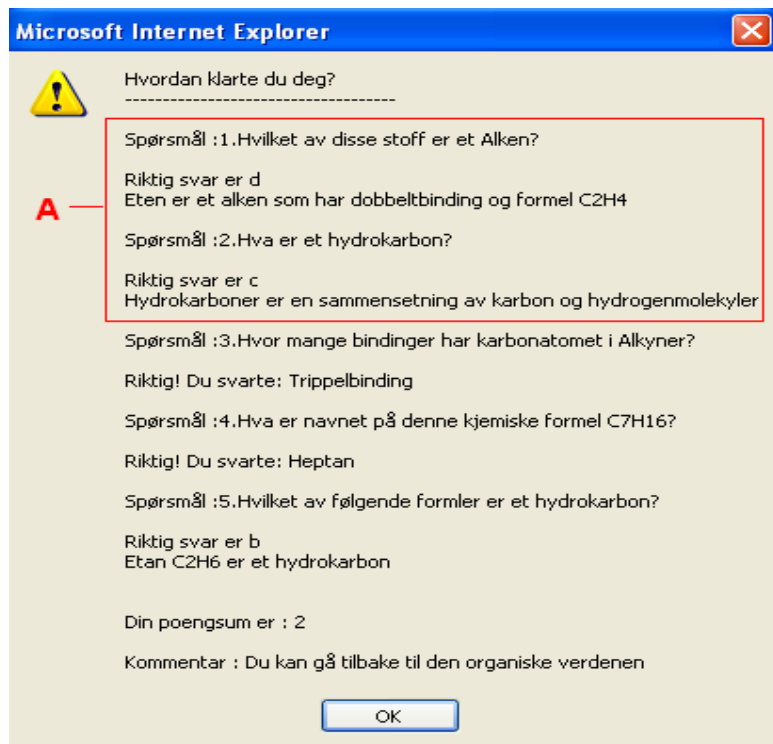 Microsoft Internet Explorer
Hvordan klarte du deg?
------------------------------------
Spørsmål :1.Hvilket av disse stoff er et Alken?
Riktig svar er d
Eten er et alken som har dobbeltbinding og formel C2H4
A
Spørsmål :2.Hva er et hydrokarbon?
Riktig svar er c
Hydrokarboner er en sammensetning av karbon og hydrogenmolekyler
Spørsmål :3.Hvor mange bindinger har karbonatomet i Alkyner?
Riktig! Du svarte: Trippelbinding
Spørsmål :4.Hva er navnet på denne kjemiske formel C7H16?
Riktig! Du svarte: Heptan
Spørsmål :5.Hvilket av følgende formler er et hydrokarbon?
Riktig svar er b
Etan C2H6 er et hydrokarbon
Din poengsum er : 2
Kommentar : Du kan gå tilbake til den organiske verdenen
OK